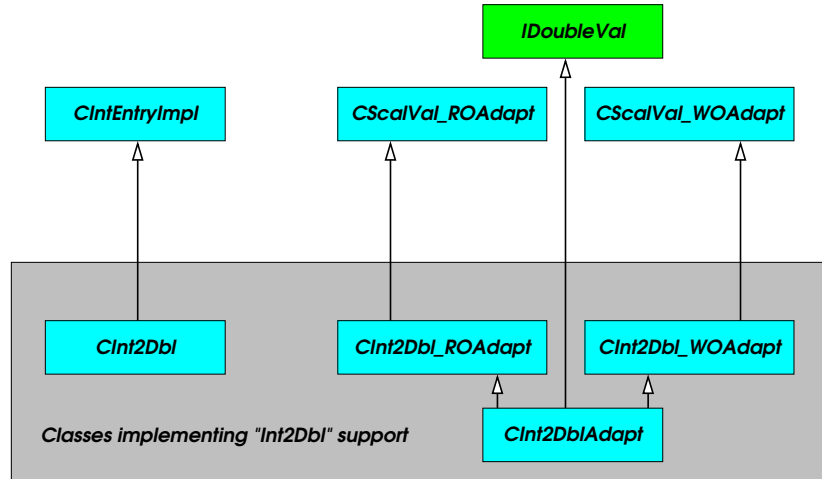 IDoubleVal
CIntEntryImpl
CScalVal_ROAdapt
CScalVal_WOAdapt
CInt2Dbl
CInt2Dbl_ROAdapt
CInt2Dbl_WOAdapt
Classes implementing "Int2Dbl" support
CInt2DblAdapt